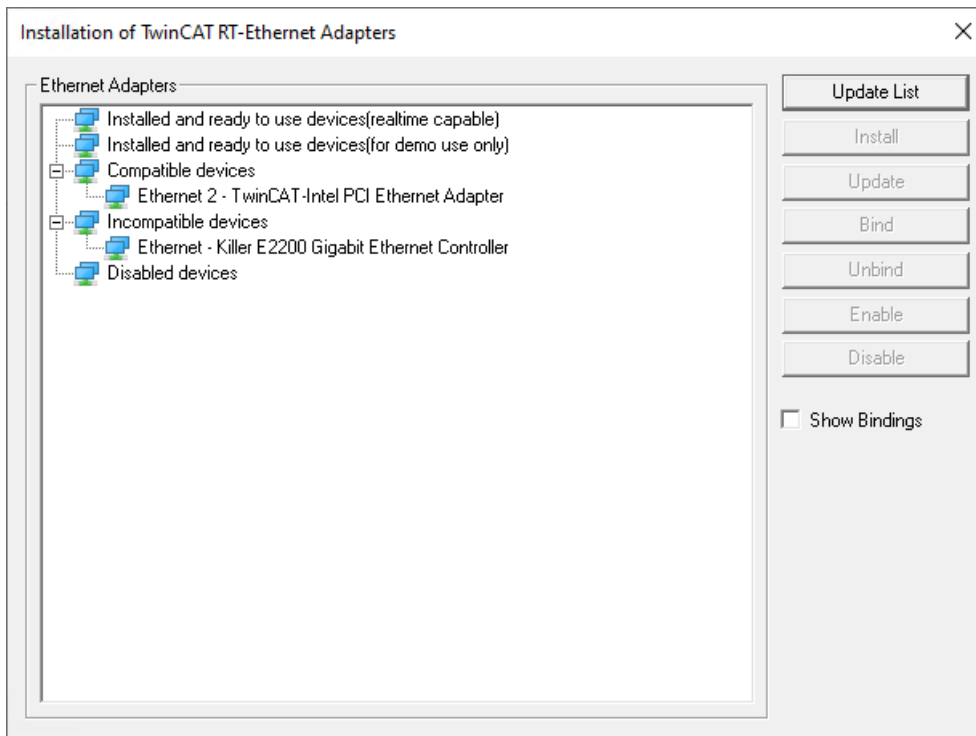 Installation of TwinCAT RT-Ethernet Adapters
Ethernet Adapters
Installed and ready to use devices(realtime capable)
Installed and ready to use devices(for demo use only)
Compatible devices
Ethernet 2 - TwinCAT-Intel PCI Ethernet Adapter
Incompatible devices
Ethernet - Killer E2200 Gigabit Ethernet Controller
Disabled devices
Update List
Install
Update
Bind
Unbind
Enable
Disable
Show Bindings